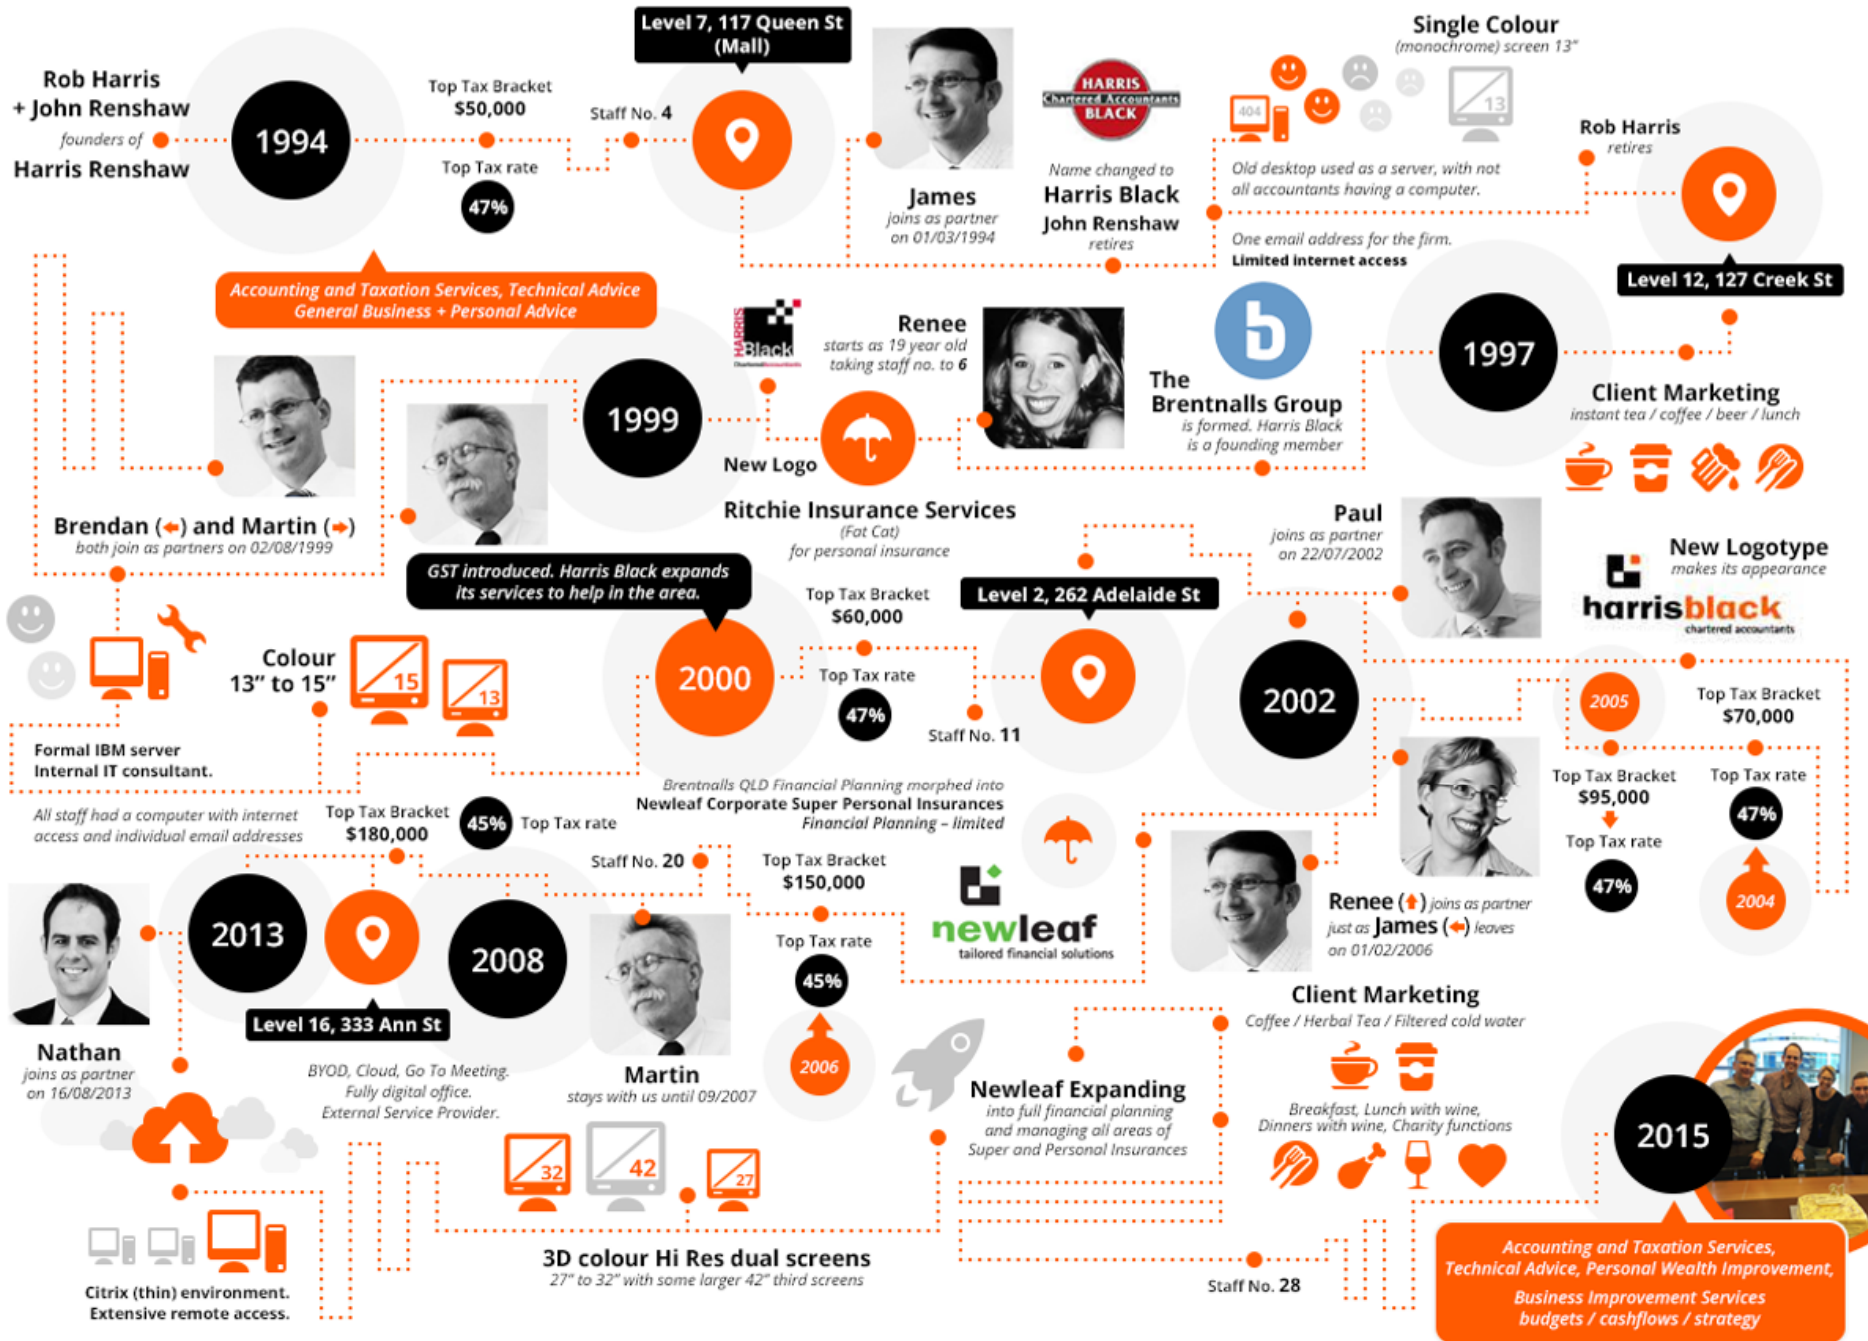 Rob Harris
+ John Renshaw
founders of
Harris Renshaw
1994
Top Tax Bracket
$50,000
Top Tax rate
47%
Staff No. 4
Level 7, 117 Queen St
(Mall)
James
joins as partner
on 01/03/1994
HARRIS
Chartered Accountants
BLACK
Name changed to
Harris Black
John Renshaw
retires
Single Colour
(monochrome) screen 13"
404
13
Old desktop used as a server, with not
all accountants having a computer.
One email address for the firm.
Limited internet access
Rob Harris
retires
Level 12, 127 Creek St
Accounting and Taxation Services, Technical Advice
General Business + Personal Advice
1997
Client Marketing
instant tea / coffee / beer / lunch
b
The
Brentnalls Group
is formed. Harris Black
is a founding member
Renee
starts as 19 year old
taking staff no. to 6
HARRIS
Black
Chartered Accountants
New Logo
Ritchie Insurance Services
(Fat Cat)
for personal insurance
1999
Brendan (←) and Martin (→)
both join as partners on 02/08/1999
GST introduced. Harris Black expands
its services to help in the area.
Formal IBM server
Internal IT consultant.
All staff had a computer with internet
access and individual email addresses
Colour
13" to 15"
15
13
2000
Top Tax Bracket
$60,000
Top Tax rate
47%
Staff No. 11
Level 2, 262 Adelaide St
2002
Paul
joins as partner
on 22/07/2002
New Logotype
makes its appearance
harrisblack
chartered accountants
2005
Top Tax Bracket
$95,000
Top Tax rate
47%
Top Tax Bracket
$70,000
Top Tax rate
47%
2004
Renee (↑) joins as partner
just as James (←) leaves
on 01/02/2006
Brentnalls QLD Financial Planning morphed into
Newleaf Corporate Super Personal Insurances
Financial Planning – limited
newleaf
tailored financial solutions
Top Tax Bracket
$150,000
Top Tax rate
45%
2006
Staff No. 20
Top Tax Bracket
$180,000
45% Top Tax rate
Martin
stays with us until 09/2007
2008
Level 16, 333 Ann St
BYOD, Cloud, Go To Meeting.
Fully digital office.
External Service Provider.
2013
Nathan
joins as partner
on 16/08/2013
Citrix (thin) environment.
Extensive remote access.
32
42
27
3D colour Hi Res dual screens
27" to 32" with some larger 42" third screens
Newleaf Expanding
into full financial planning
and managing all areas of
Super and Personal Insurances
Client Marketing
Coffee / Herbal Tea / Filtered cold water
Breakfast, Lunch with wine,
Dinners with wine, Charity functions
Staff No. 28
2015
Accounting and Taxation Services,
Technical Advice, Personal Wealth Improvement,
Business Improvement Services
budgets / cashflows / strategy